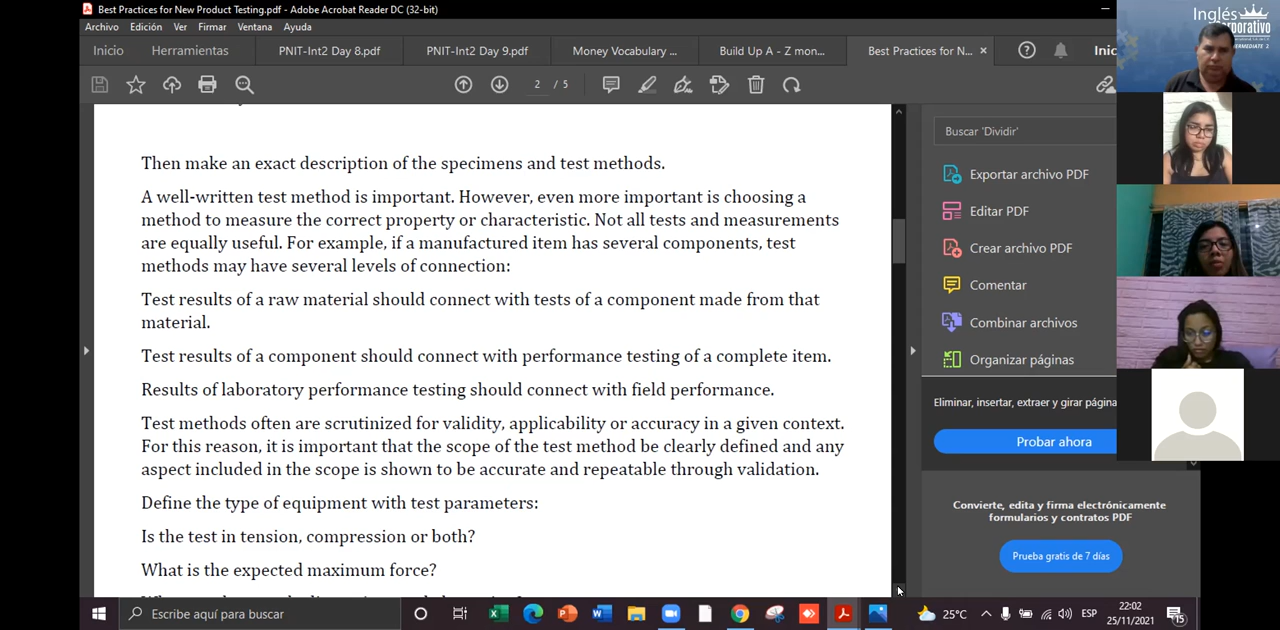 Best Practices for New Product Testing.pdf - Adobe Acrobat Reader DC (32-bit)
Archivo Edición Ver Firmar Ventana Ayuda
Inicio Herramientas PNIT-Int2 Day 8.pdf PNIT-Int2 Day 9.pdf Money Vocabulary ... Build Up A - Z mon... Best Practices for N... × Inic
2 / 5
Inglés
Corporativo
Then make an exact description of the specimens and test methods.
A well-written test method is important. However, even more important is choosing a
method to measure the correct property or characteristic. Not all tests and measurements
are equally useful. For example, if a manufactured item has several components, test
methods may have several levels of connection:
Test results of a raw material should connect with tests of a component made from that
material.
Test results of a component should connect with performance testing of a complete item.
Results of laboratory performance testing should connect with field performance.
Test methods often are scrutinized for validity, applicability or accuracy in a given context.
For this reason, it is important that the scope of the test method be clearly defined and any
aspect included in the scope is shown to be accurate and repeatable through validation.
Define the type of equipment with test parameters:
Is the test in tension, compression or both?
What is the expected maximum force?
Buscar 'Dividir'
Exportar archivo PDF
Editar PDF
Crear archivo PDF
Comentar
Combinar archivos
Organizar páginas
Eliminar, insertar, extraer y girar página
Probar ahora
Convierte, edita y firma electrónicamente
formularios y contratos PDF
Prueba gratis de 7 días
Escribe aquí para buscar
25°C
ESP
22:02
25/11/2021
15